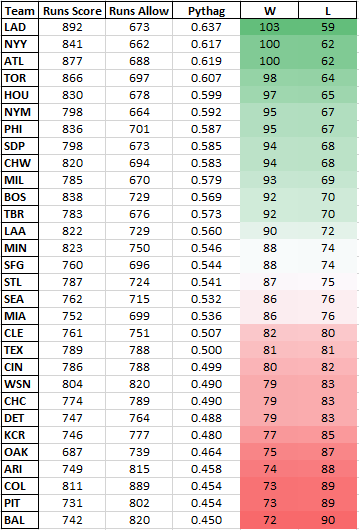 Team Runs Score Runs Allow Pythag W L
LAD 892 673 0.637 103 59
NYY 841 662 0.617 100 62
ATL 877 688 0.619 100 62
TOR 866 697 0.607 98 64
HOU 830 678 0.599 97 65
NYM 798 664 0.592 95 67
PHI 836 701 0.587 95 67
SDP 798 673 0.585 94 68
CHW 820 694 0.583 94 68
MIL 785 670 0.579 93 69
BOS 838 729 0.569 92 70
TBR 783 676 0.573 92 70
LAA 822 729 0.560 90 72
MIN 823 750 0.546 88 74
SFG 760 696 0.544 88 74
STL 787 724 0.541 87 75
SEA 762 715 0.532 86 76
MIA 752 699 0.536 86 76
CLE 761 751 0.507 82 80
TEX 789 788 0.500 81 81
CIN 786 788 0.499 80 82
WSN 804 820 0.490 79 83
CHC 774 789 0.490 79 83
DET 747 764 0.488 79 83
KCR 746 777 0.480 77 85
OAK 687 739 0.464 75 87
ARI 749 815 0.458 74 88
COL 811 889 0.454 73 89
PIT 731 802 0.454 73 89
BAL 742 820 0.450 72 90